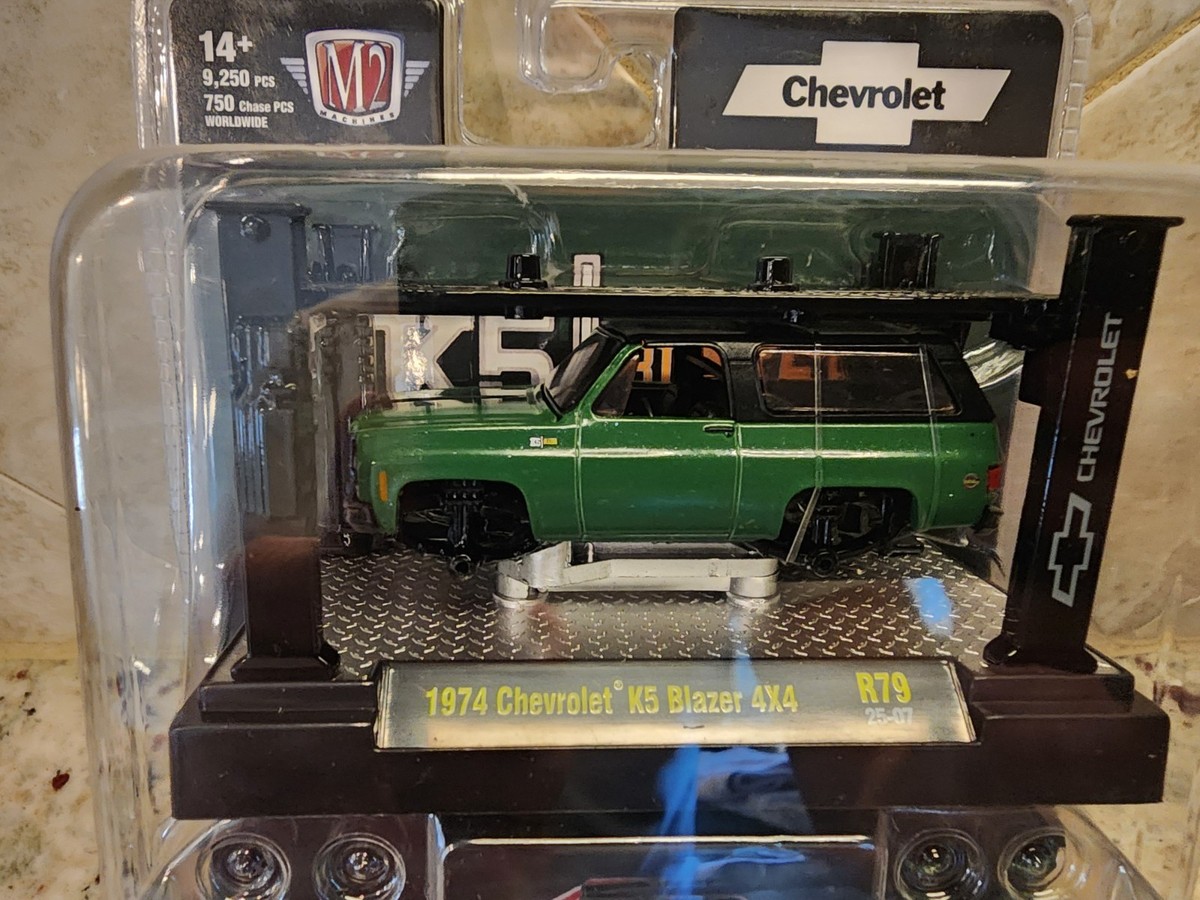 14+
9,250 PCS
750 Chase PCS
WORLDWIDE
M2
MACHINES
Chevrolet
K5
CHEVROLET
1974 Chevrolet® K5 Blazer 4X4 R79
25-07